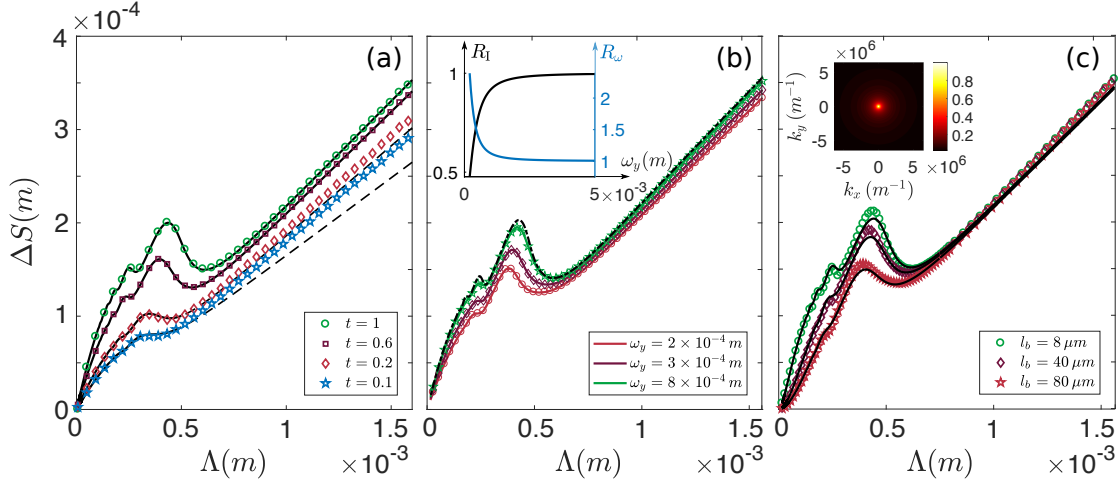 ×10⁻⁴
(a)
4
3
2
1
0
ΔS(m)
0
0.5
1
1.5
Λ(m)
×10⁻³
t = 1
t = 0.6
t = 0.2
t = 0.1
(b)
R_I
R_ω
1
0.5
2
1.5
1
ω_y(m)
0
5
×10⁻³
ω_y = 2 × 10⁻⁴ m
ω_y = 3 × 10⁻⁴ m
ω_y = 8 × 10⁻⁴ m
0
0.5
1
1.5
Λ(m)
×10⁻³
(c)
×10⁶
5
0
-5
k_y (m⁻¹)
-5
0
5
×10⁶
k_x (m⁻¹)
0.8
0.6
0.4
0.2
l_b = 8 μm
l_b = 40 μm
l_b = 80 μm
0
0.5
1
1.5
Λ(m)
×10⁻³